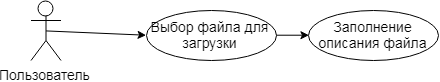 Выбор файла для
загрузки
Заполнение
описания файла
Пользователь